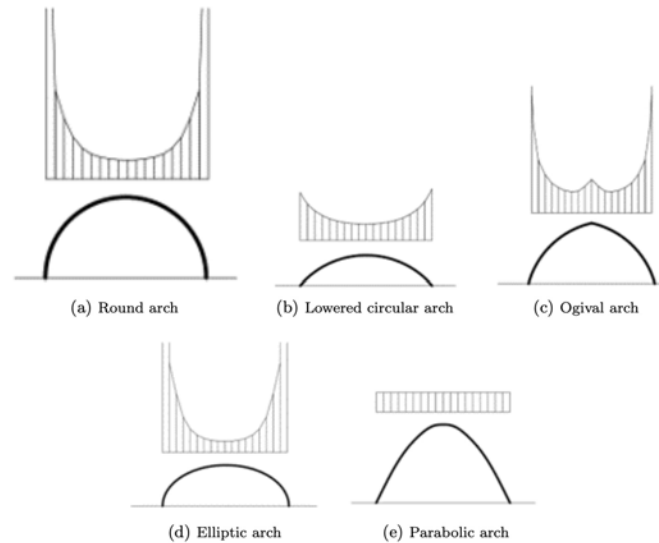 (a) Round arch
(b) Lowered circular arch
(c) Ogival arch
(d) Elliptic arch
(e) Parabolic arch